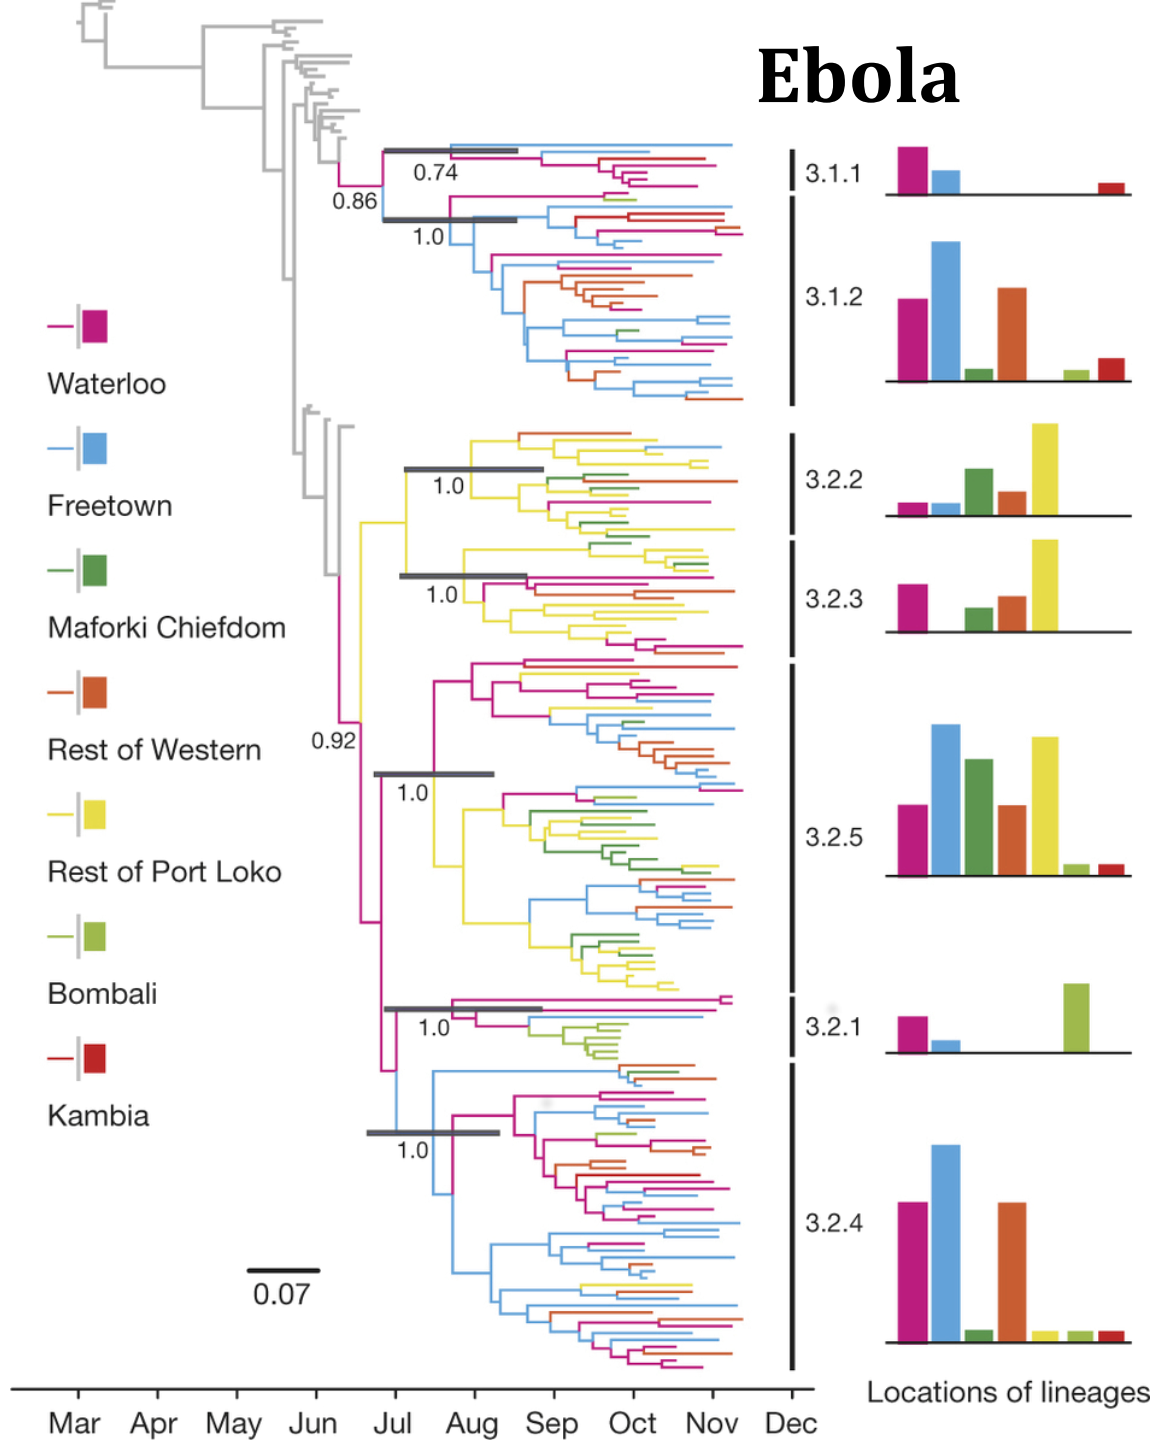 Ebola
0.74
0.86
1.0
3.1.1
3.1.2
Waterloo
Freetown
Maforki Chiefdom
Rest of Western
Rest of Port Loko
Bombali
Kambia
1.0
3.2.2
1.0
3.2.3
0.92
1.0
3.2.5
1.0
3.2.1
1.0
3.2.4
0.07
Locations of lineages
Mar Apr May Jun Jul Aug Sep Oct Nov Dec